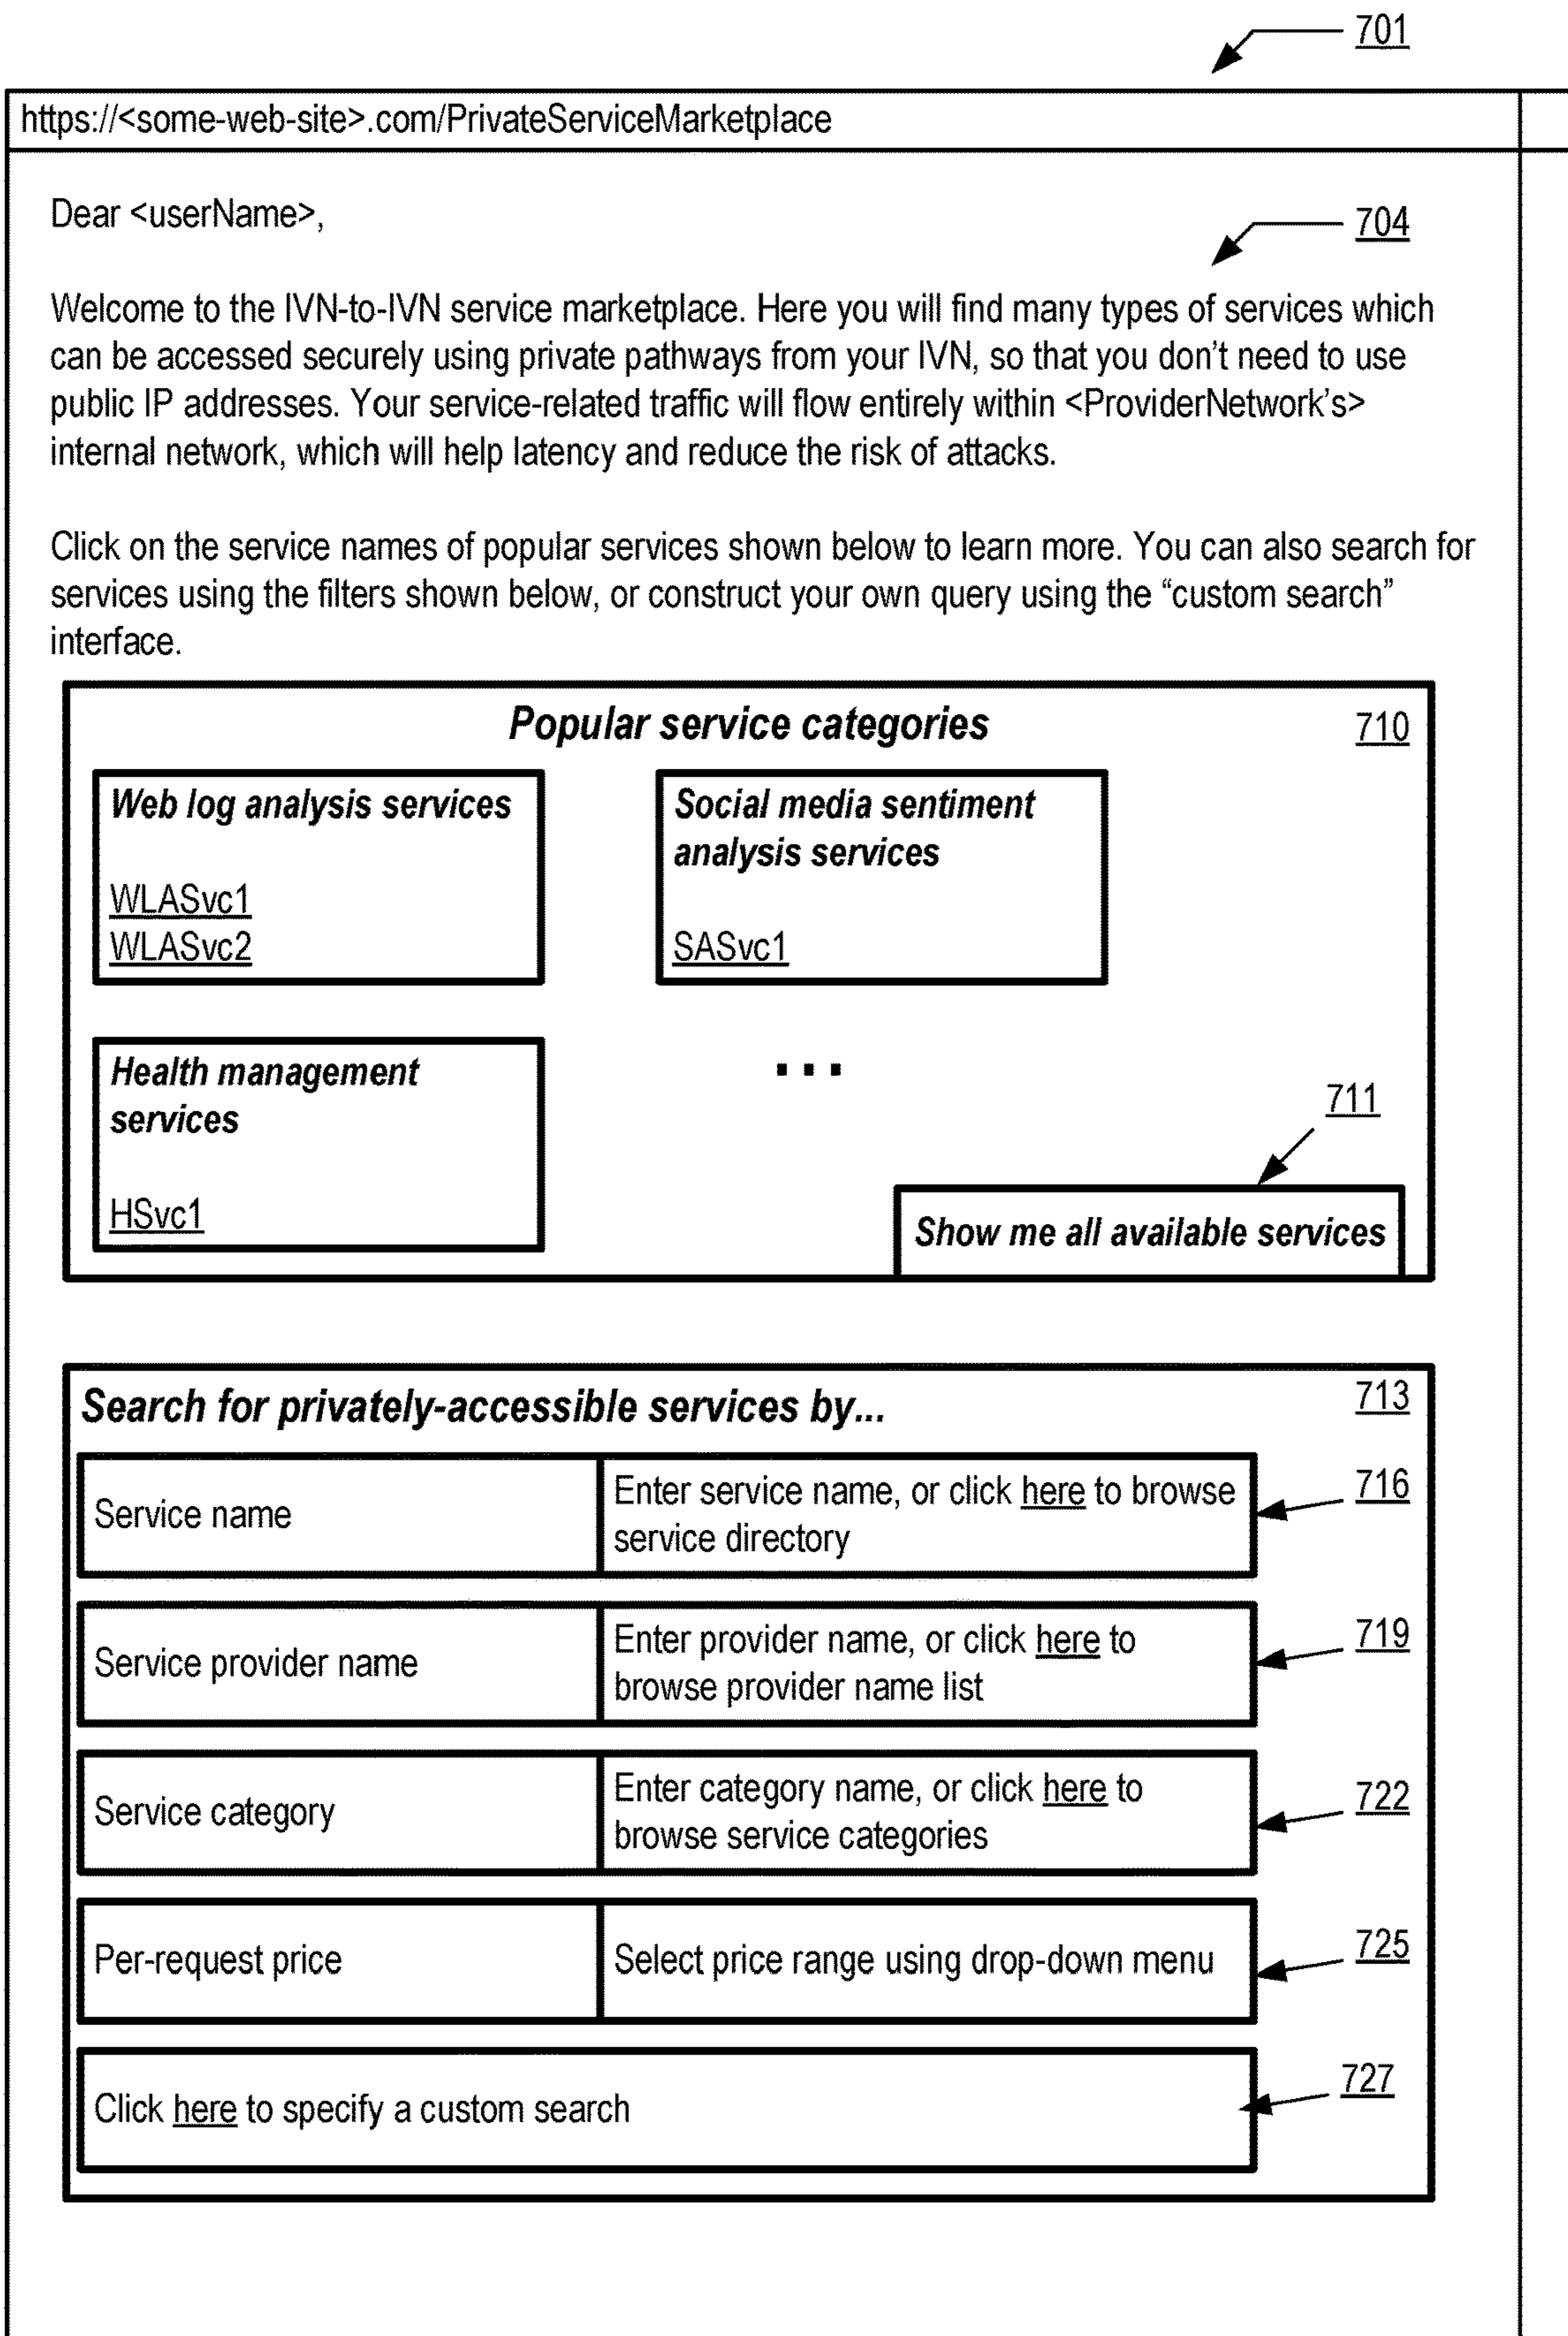 701
https://<some-web-site>.com/PrivateServiceMarketplace
Dear <userName>,
704
Welcome to the IVN-to-IVN service marketplace. Here you will find many types of services which
can be accessed securely using private pathways from your IVN, so that you don't need to use
public IP addresses. Your service-related traffic will flow entirely within <ProviderNetwork's>
internal network, which will help latency and reduce the risk of attacks.
Click on the service names of popular services shown below to learn more. You can also search for
services using the filters shown below, or construct your own query using the “custom search”
interface.
Popular service categories
710
Web log analysis services
WLASvc1
WLASvc2
Social media sentiment
analysis services
SASvc1
Health management
services
HSvc1
...
711
Show me all available services
Search for privately-accessible services by...
713
Service name
Enter service name, or click here to browse
service directory
716
Service provider name
Enter provider name, or click here to
browse provider name list
719
Service category
Enter category name, or click here to
browse service categories
722
Per-request price
Select price range using drop-down menu
725
Click here to specify a custom search
727